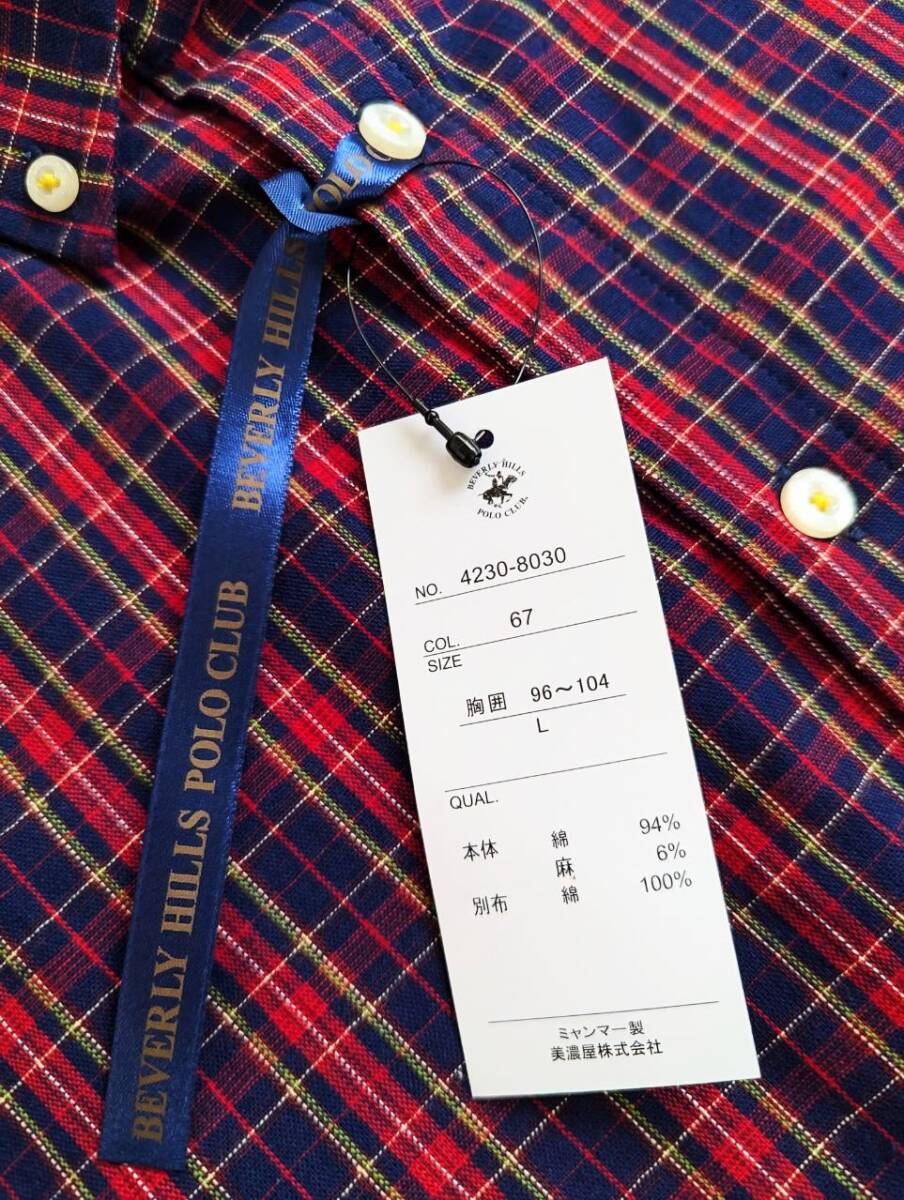 BEVERLY HILLS POLO CLUB
BEVERLY HILLS POLO
BEVERLY HILLS
POLO CLUB.
NO. 4230-8030
COL. 67
SIZE
胸囲 96～104
L
QUAL.
本体 綿 94%
麻 6%
別布 綿 100%
ミャンマー製
美濃屋株式会社